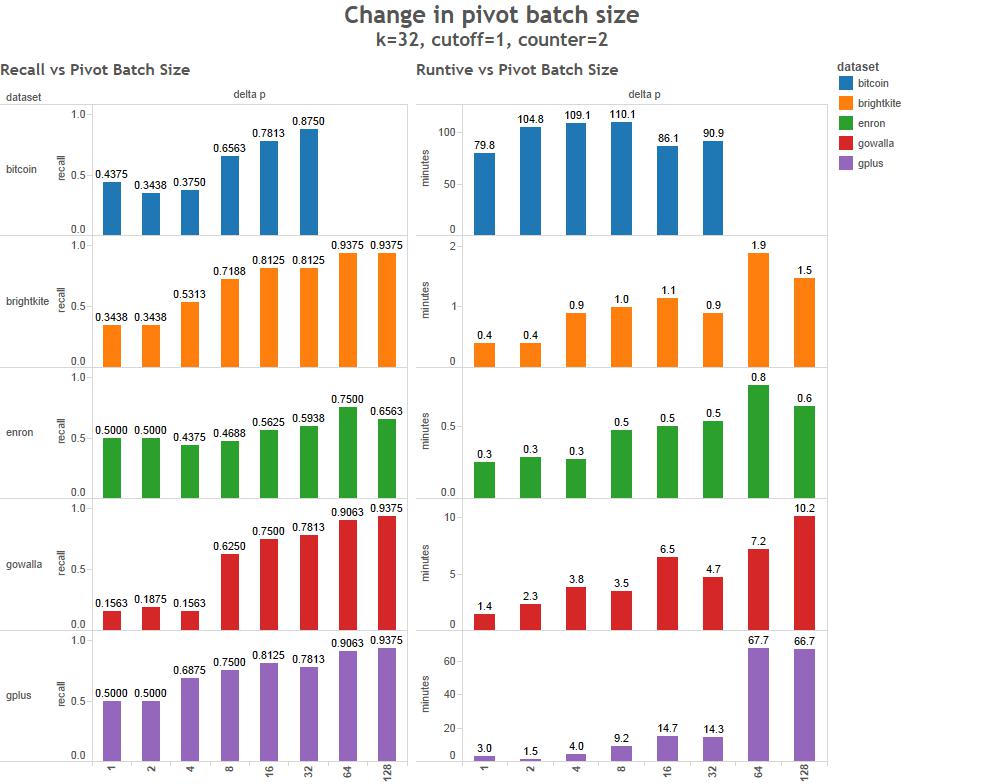 Change in pivot batch size
k=32, cutoff=1, counter=2
Recall vs Pivot Batch Size
Runtive vs Pivot Batch Size
dataset
bitcoin
brightkite
enron
gowalla
gplus
dataset
delta p
delta p
bitcoin
recall
1.0
0.5
0.0
0.4375 0.3438 0.3750 0.6563 0.7813 0.8750
minutes
100
50
0
79.8 104.8 109.1 110.1 86.1 90.9
brightkite
recall
1.0
0.5
0.0
0.3438 0.3438 0.5313 0.7188 0.8125 0.8125 0.9375 0.9375
minutes
2
1
0
0.4 0.4 0.9 1.0 1.1 0.9 1.9 1.5
enron
recall
1.0
0.5
0.0
0.5000 0.5000 0.4375 0.4688 0.5625 0.5938 0.7500 0.6563
minutes
0.5
0.0
0.3 0.3 0.3 0.5 0.5 0.5 0.8 0.6
gowalla
recall
1.0
0.5
0.0
0.1563 0.1875 0.1563 0.6250 0.7500 0.7813 0.9063 0.9375
minutes
10
5
0
1.4 2.3 3.8 3.5 6.5 4.7 7.2 10.2
gplus
recall
1.0
0.5
0.0
0.5000 0.5000 0.6875 0.7500 0.8125 0.7813 0.9063 0.9375
minutes
60
40
20
0
3.0 1.5 4.0 9.2 14.7 14.3 67.7 66.7
1 2 4 8 16 32 64 128
1 2 4 8 16 32 64 128